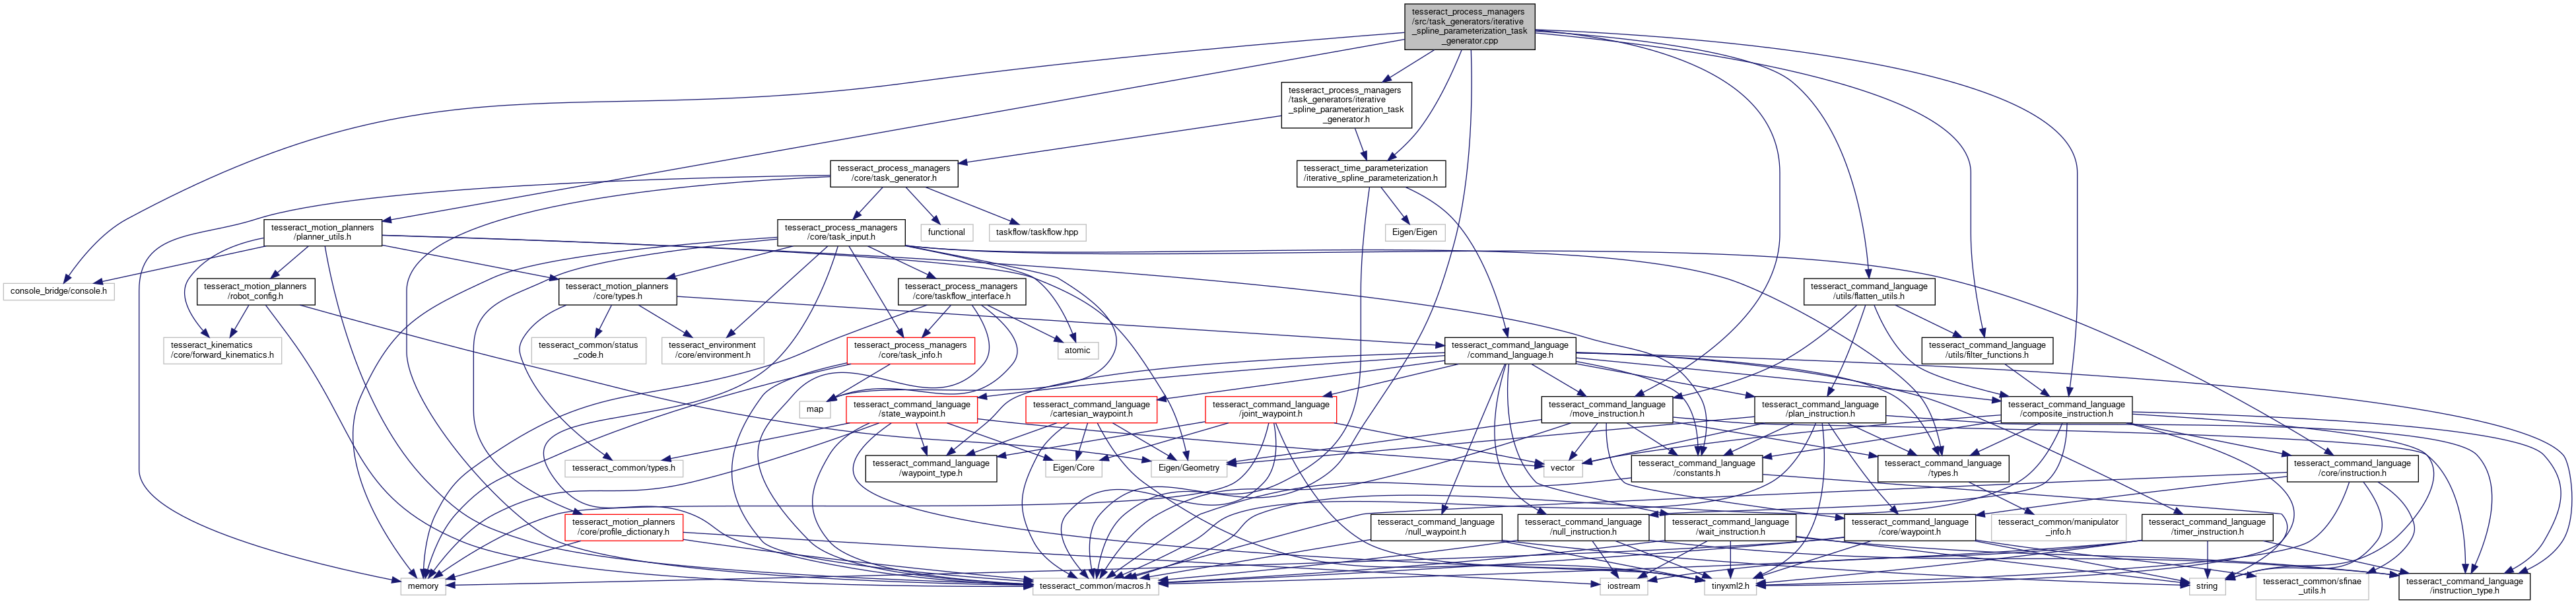 tesseract_process_managers
/src/task_generators/iterative
_spline_parameterization_task
_generator.cpp
tesseract_process_managers
/task_generators/iterative
_spline_parameterization_task
_generator.h
tesseract_process_managers
/core/task_generator.h
tesseract_time_parameterization
/iterative_spline_parameterization.h
tesseract_motion_planners
/planner_utils.h
tesseract_process_managers
/core/task_input.h
functional
taskflow/taskflow.hpp
Eigen/Eigen
console_bridge/console.h
tesseract_motion_planners
/robot_config.h
tesseract_motion_planners
/core/types.h
tesseract_process_managers
/core/taskflow_interface.h
tesseract_command_language
/utils/flatten_utils.h
tesseract_kinematics
/core/forward_kinematics.h
tesseract_common/status
_code.h
tesseract_environment
/core/environment.h
tesseract_process_managers
/core/task_info.h
atomic
tesseract_command_language
/command_language.h
tesseract_command_language
/utils/filter_functions.h
map
tesseract_command_language
/state_waypoint.h
tesseract_command_language
/cartesian_waypoint.h
tesseract_command_language
/joint_waypoint.h
tesseract_command_language
/move_instruction.h
tesseract_command_language
/plan_instruction.h
tesseract_command_language
/composite_instruction.h
tesseract_common/types.h
tesseract_command_language
/waypoint_type.h
Eigen/Core
Eigen/Geometry
vector
tesseract_command_language
/constants.h
tesseract_command_language
/types.h
tesseract_command_language
/core/instruction.h
tesseract_motion_planners
/core/profile_dictionary.h
tesseract_command_language
/null_waypoint.h
tesseract_command_language
/null_instruction.h
tesseract_command_language
/wait_instruction.h
tesseract_command_language
/core/waypoint.h
tesseract_common/manipulator
_info.h
tesseract_command_language
/timer_instruction.h
memory
tesseract_common/macros.h
iostream
tinyxml2.h
tesseract_common/sfinae
_utils.h
string
tesseract_command_language
/instruction_type.h